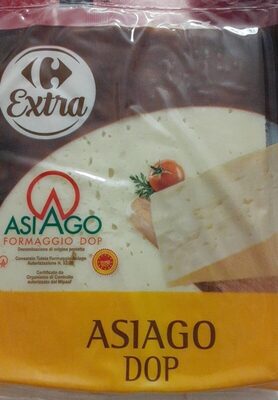 Extra
ASIAGO
FORMAGGIO DOP
Denominazione di origine protetta
Consorzio Tutela Formaggio Asiago
Certificato da
Organismo di Controllo
autorizzato dal Mipaaf
ASIAGO
DOP